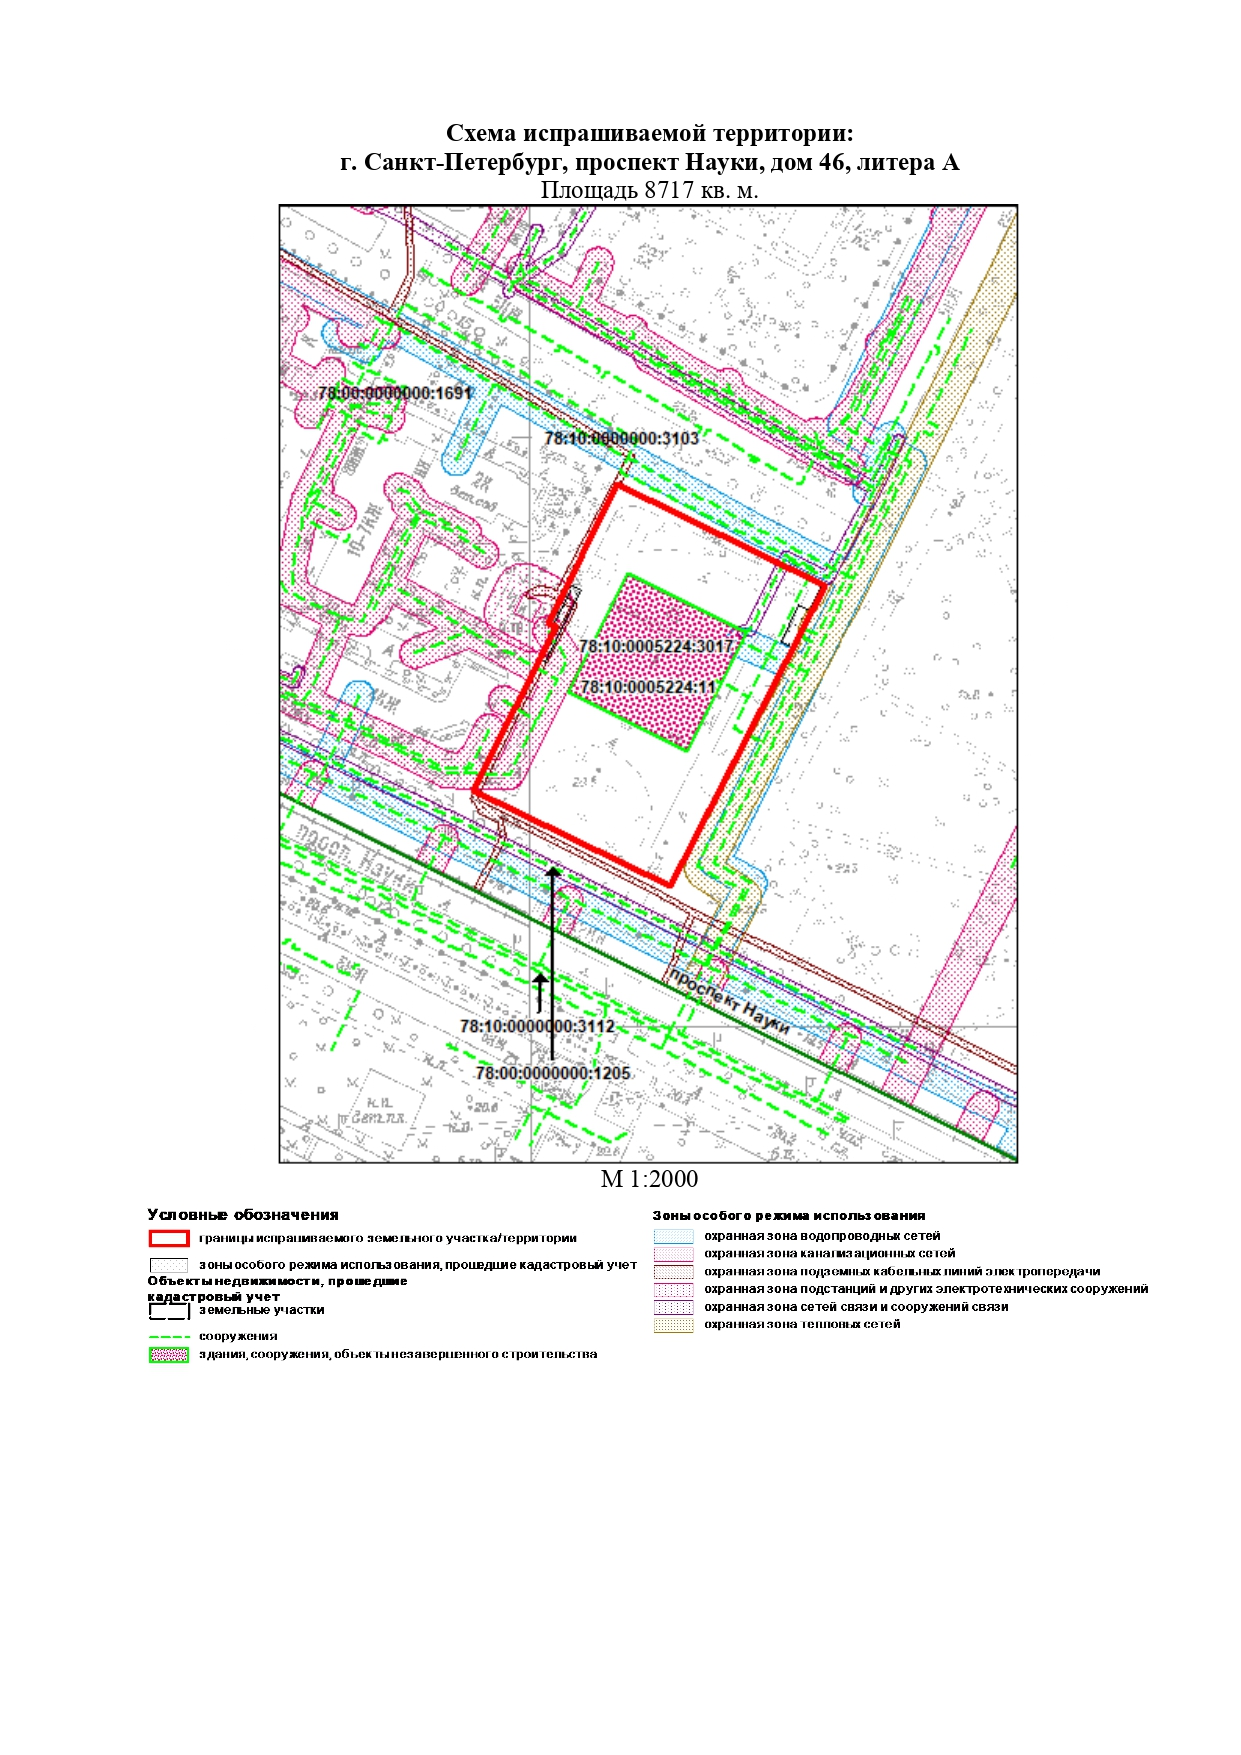 Схема испрашиваемой территории:
г. Санкт-Петербург, проспект Науки, дом 46, литера А
Площадь 8717 кв. м.
78:00:0000000:1691
78:10:0000000:3103
10-7КЖ
78:10:0005224:3017
78:10:0005224:11
просп. Науки
проспект Науки
78:10:0000000:3112
78:00:0000000:1205
М 1:2000
Условные обозначения
границы испрашиваемого земельного участка/территории
зоны особого режима использования, прошедшие кадастровый учет
Объекты недвижимости, прошедшие
кадастровый учет
земельные участки
сооружения
здания, сооружения, объекты незавершенного строительства
Зоны особого режима использования
охранная зона водопроводных сетей
охранная зона канализационных сетей
охранная зона подземных кабельных линий электропередачи
охранная зона подстанций и других электротехнических сооружений
охранная зона сетей связи и сооружений связи
охранная зона тепловых сетей